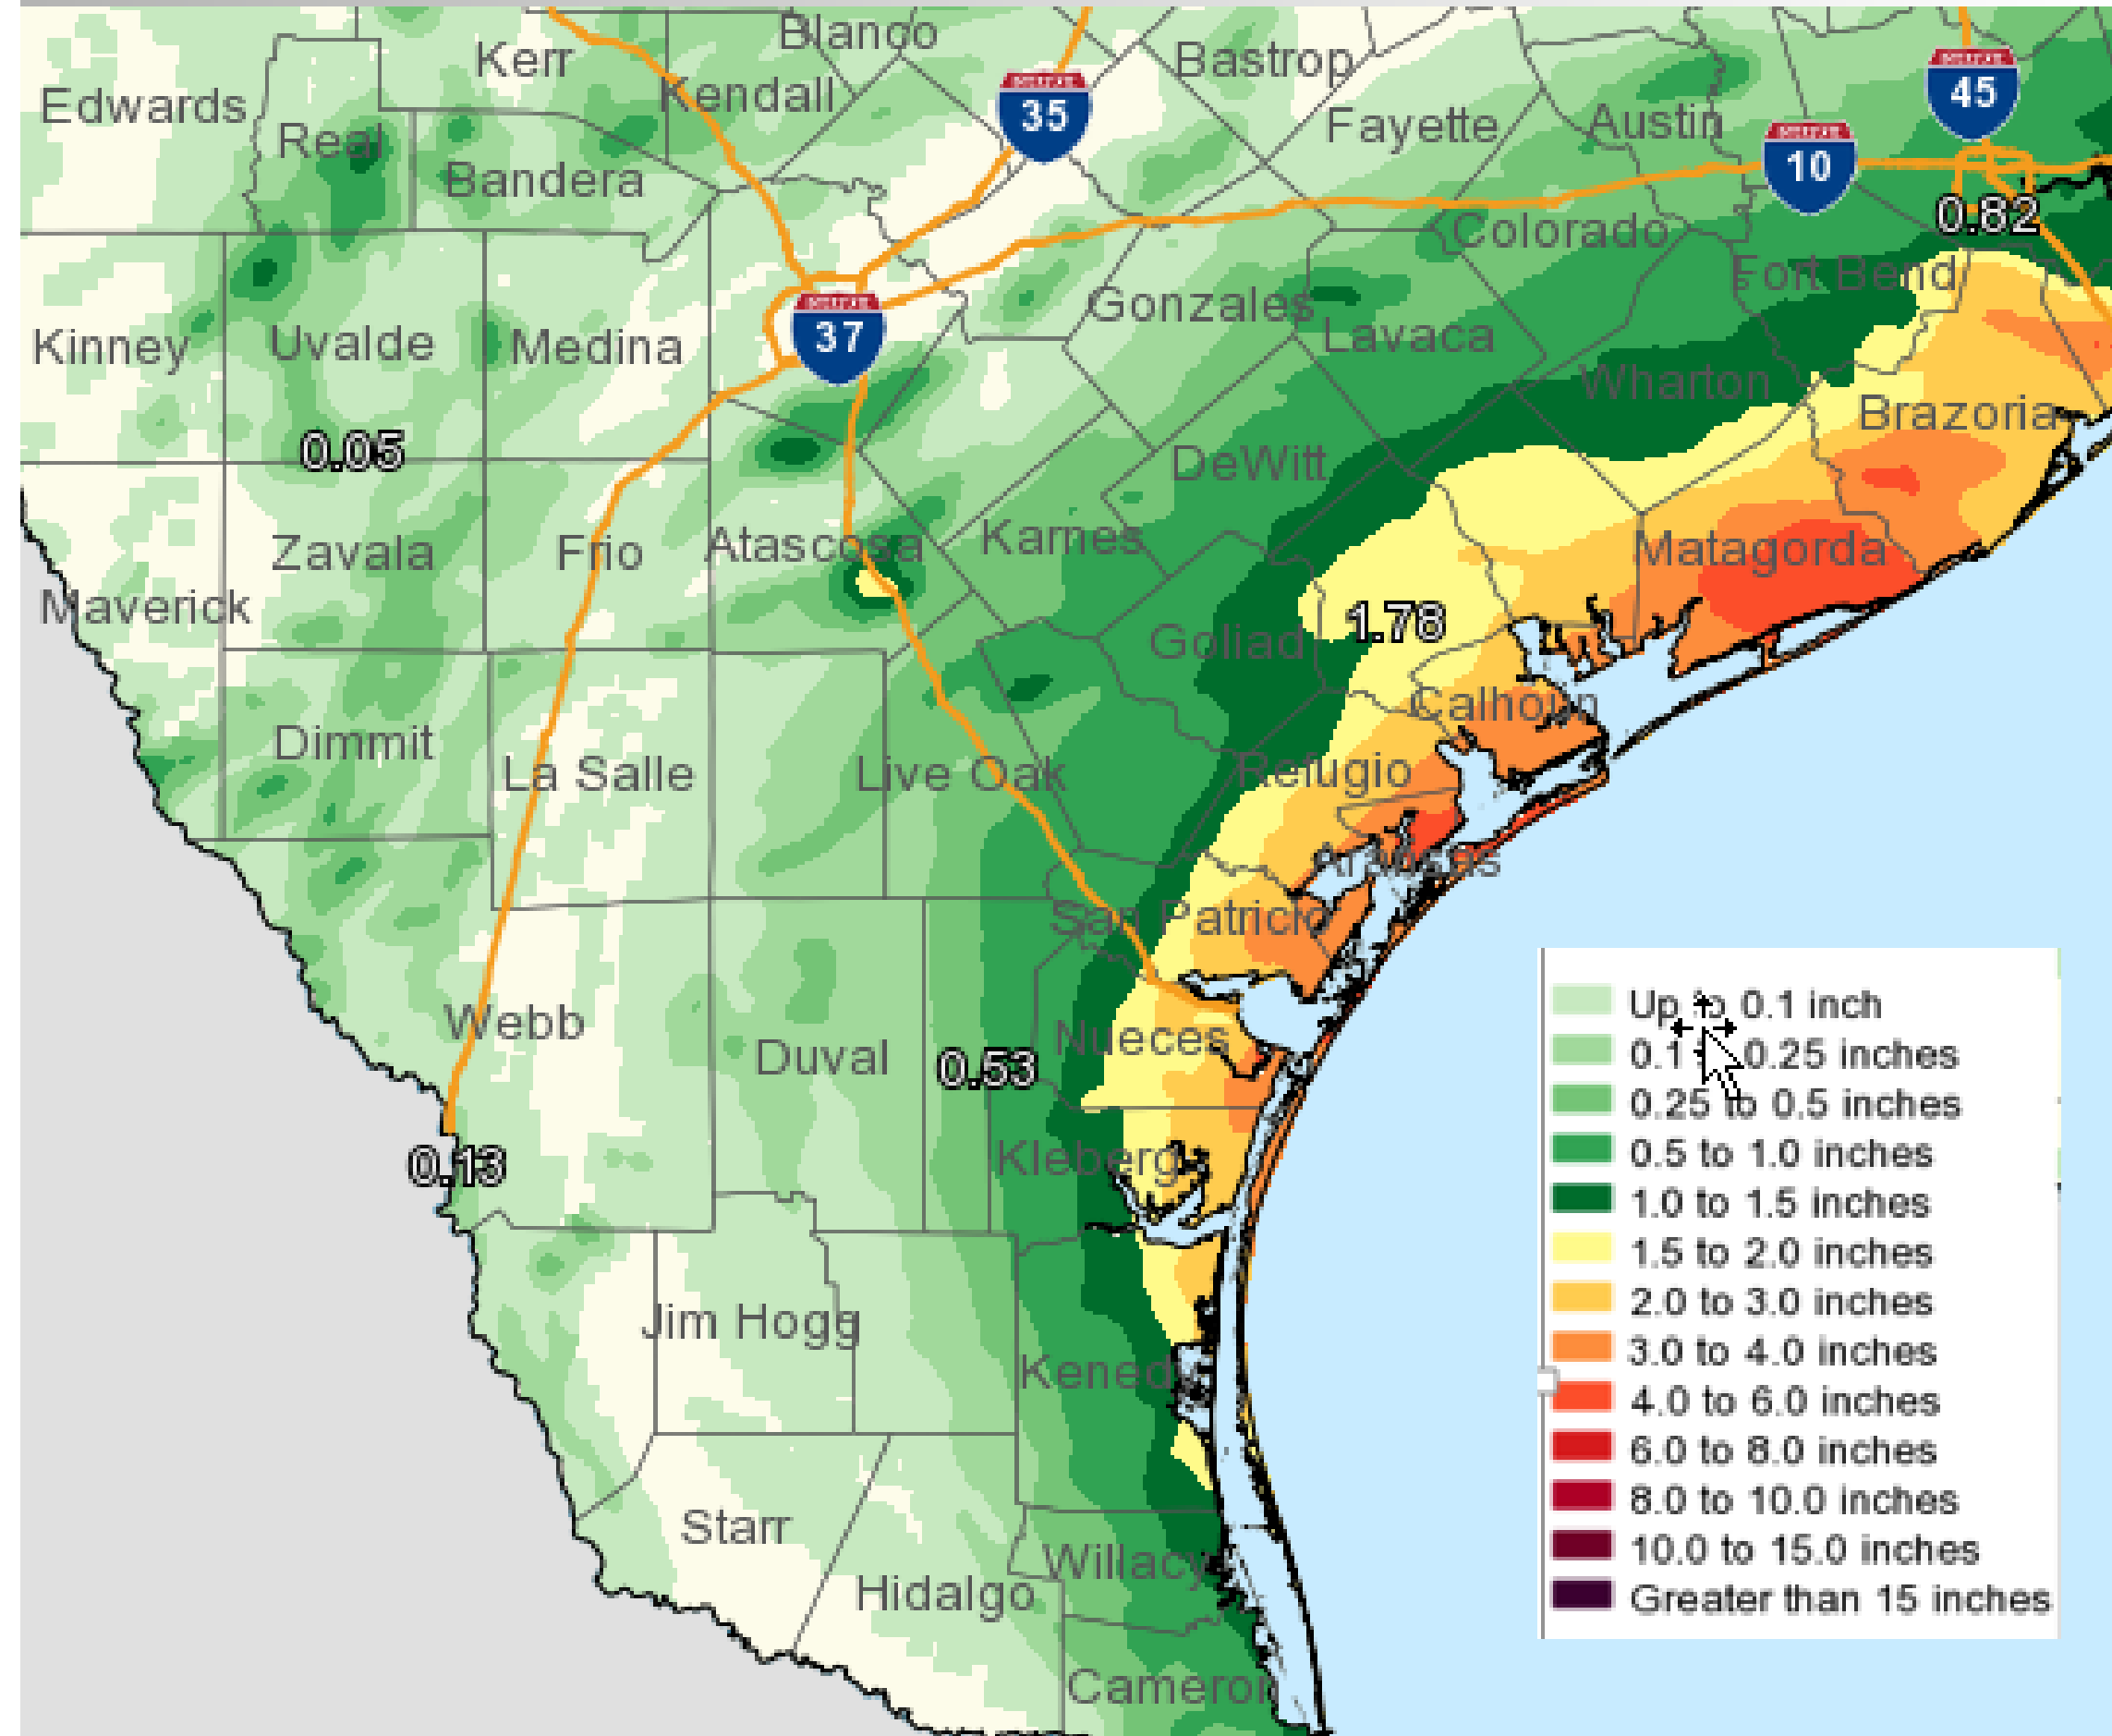 Blanco
Kerr
Bastrop
Kendall
45
Edwards
35
Fayette
Austin
Real
10
Bandera
0.62
Colorado
Fort Bend
Gonzales
37
Lavaca
Kinney
Uvalde
Medina
Wharton
Brazoria
0.05
DeWitt
Karnes
Zavala
Frio
Atascosa
Matagorda
Maverick
1.78
Goliad
Calhoun
Dimmit
La Salle
Live Oak
Refugio
Aransas
San Patricio
Webb
Nueces
Duval
0.53
Kleberg
0.13
Jim Hogg
Kenedy
Starr
Willacy
Hidalgo
Cameron
Up to 0.1 inch
0.1 0.25 inches
0.25 to 0.5 inches
0.5 to 1.0 inches
1.0 to 1.5 inches
1.5 to 2.0 inches
2.0 to 3.0 inches
3.0 to 4.0 inches
4.0 to 6.0 inches
6.0 to 8.0 inches
8.0 to 10.0 inches
10.0 to 15.0 inches
Greater than 15 inches